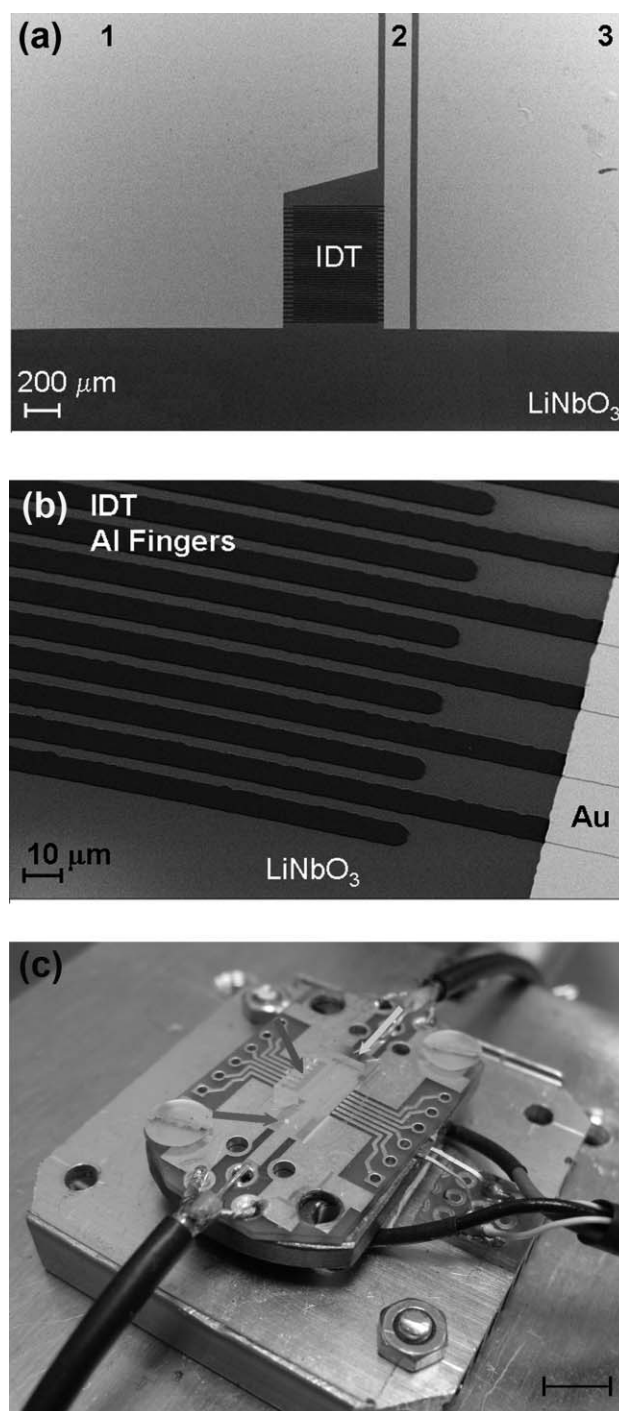 (a) 1 2 3
IDT
200 μm
LiNbO₃
(b) IDT
Al Fingers
Au
10 μm
LiNbO₃
(c)